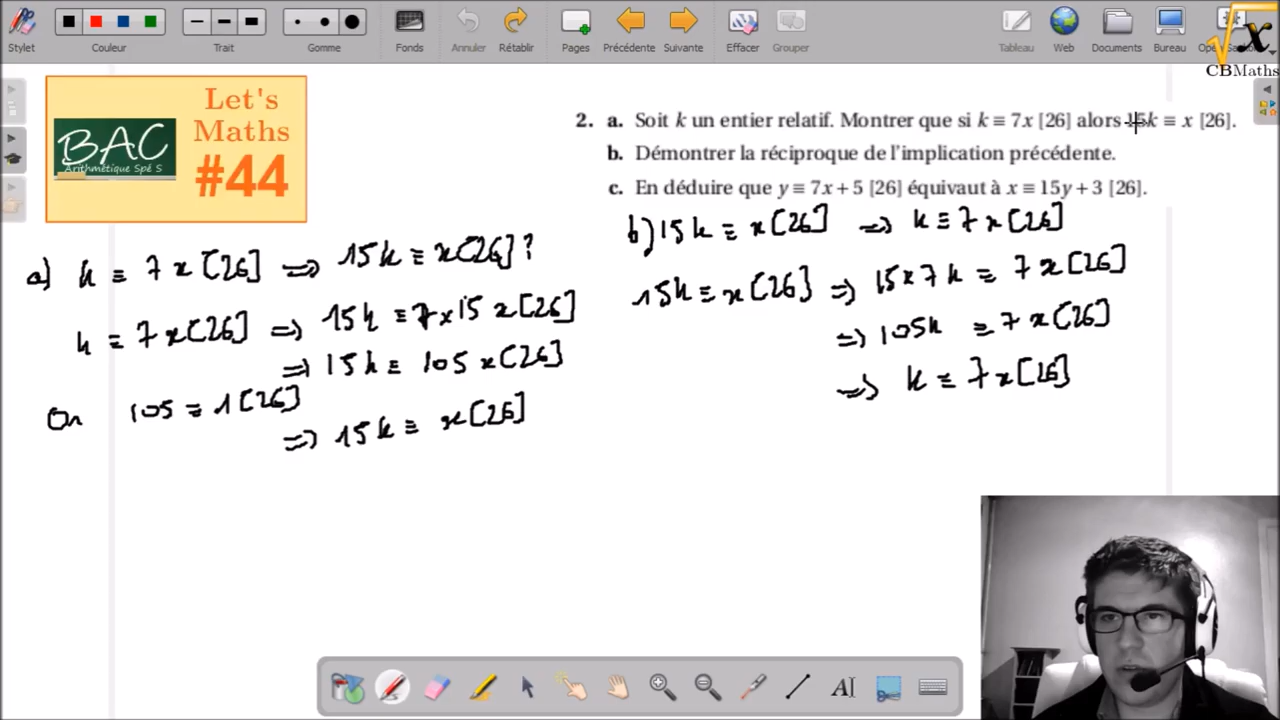 Stylet Couleur Trait Gomme Fonds Annuler Rétablir Pages Précédente Suivante Effacer Grouper Tableau Web Documents Bureau
CBMaths
Let's
Maths
#44
BAC
Arithmétique Spé S
2. a. Soit k un entier relatif. Montrer que si k ≡ 7x [26] alors 15k ≡ x [26].
b. Démontrer la réciproque de l'implication précédente.
c. En déduire que y ≡ 7x + 5 [26] équivaut à x ≡ 15y + 3 [26].
a) k ≡ 7x[26] => 15k ≡ x[26]?
k ≡ 7x[26] => 15k ≡ 7×15 x[26]
=> 15k ≡ 105 x[26]
Or 105 ≡ 1[26]
=> 15k ≡ x[26]
b) 15k ≡ x[26] => k ≡ 7x[26]
15k ≡ x[26] => 15×7k ≡ 7x[26]
=> 105k ≡ 7x[26]
=> k ≡ 7x[26]
AI